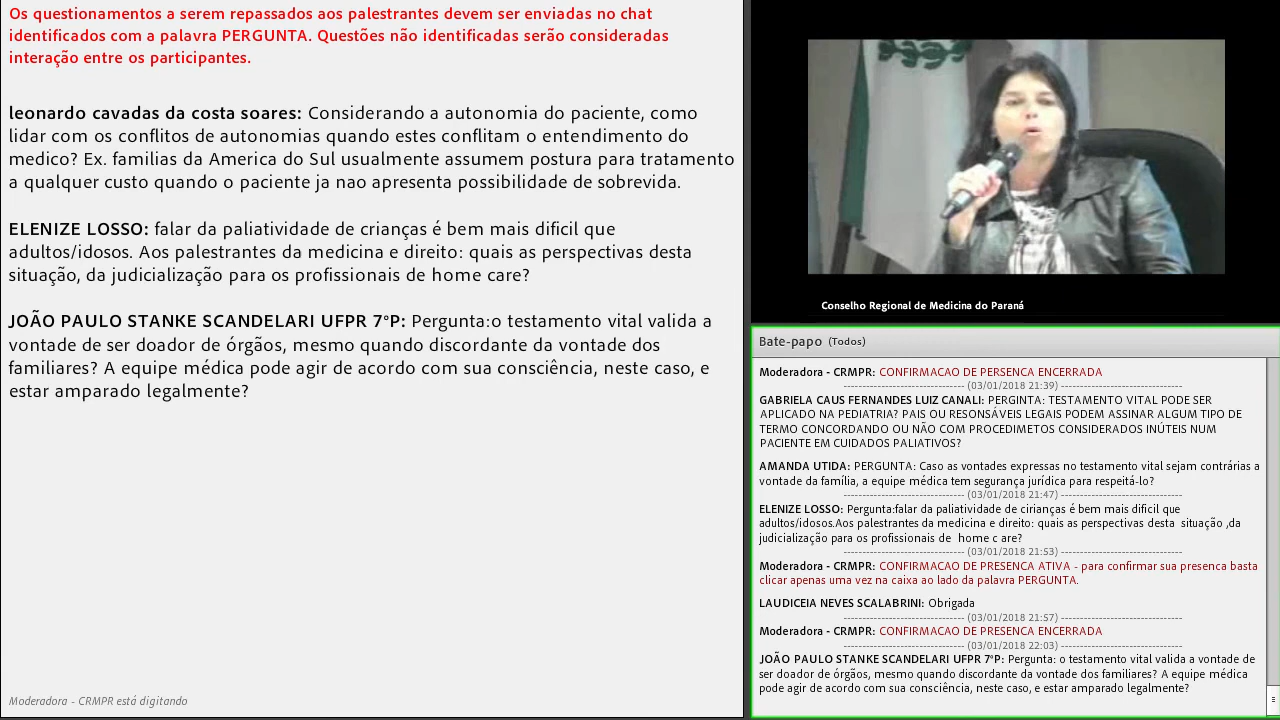 Os questionamentos a serem repassados aos palestrantes devem ser enviadas no chat
identificados com a palavra PERGUNTA. Questões não identificadas serão consideradas
interação entre os participantes.
leonardo cavadas da costa soares: Considerando a autonomia do paciente, como
lidar com os conflitos de autonomias quando estes conflitam o entendimento do
medico? Ex. familias da America do Sul usualmente assumem postura para tratamento
a qualquer custo quando o paciente ja nao apresenta possibilidade de sobrevida.
ELENIZE LOSSO: falar da paliatividade de crianças é bem mais dificil que
adultos/idosos. Aos palestrantes da medicina e direito: quais as perspectivas desta
situação, da judicialização para os profissionais de home care?
JOÃO PAULO STANKE SCANDELARI UFPR 7°P: Pergunta:o testamento vital valida a
vontade de ser doador de órgãos, mesmo quando discordante da vontade dos
familiares? A equipe médica pode agir de acordo com sua consciência, neste caso, e
estar amparado legalmente?
Moderadora - CRMPR está digitando
Conselho Regional de Medicina do Paraná
Bate-papo (Todos)
Moderadora - CRMPR: CONFIRMACAO DE PERSENCA ENCERRADA
-------------------------------- (03/01/2018 21:39) --------------------------------
GABRIELA CAUS FERNANDES LUIZ CANALI: PERGINTA: TESTAMENTO VITAL PODE SER
APLICADO NA PEDIATRIA? PAIS OU RESONSÁVEIS LEGAIS PODEM ASSINAR ALGUM TIPO DE
TERMO CONCORDANDO OU NÃO COM PROCEDIMETOS CONSIDERADOS INÚTEIS NUM
PACIENTE EM CUIDADOS PALIATIVOS?
AMANDA UTIDA: PERGUNTA: Caso as vontades expressas no testamento vital sejam contrárias a
vontade da família, a equipe médica tem segurança jurídica para respeitá-lo?
-------------------------------- (03/01/2018 21:47) --------------------------------
ELENIZE LOSSO: Pergunta:falar da paliatividade de cirianças é bem mais dificil que
adultos/idosos.Aos palestrantes da medicina e direito: quais as perspectivas desta situação ,da
judicialização para os profissionais de home c are?
-------------------------------- (03/01/2018 21:53) --------------------------------
Moderadora - CRMPR: CONFIRMACAO DE PRESENCA ATIVA - para confirmar sua presenca basta
clicar apenas uma vez na caixa ao lado da palavra PERGUNTA.
LAUDICEIA NEVES SCALABRINI: Obrigada
-------------------------------- (03/01/2018 21:57) --------------------------------
Moderadora - CRMPR: CONFIRMACAO DE PRESENCA ENCERRADA
-------------------------------- (03/01/2018 22:03) --------------------------------
JOÃO PAULO STANKE SCANDELARI UFPR 7°P: Pergunta: o testamento vital valida a vontade de
ser doador de órgãos, mesmo quando discordante da vontade dos familiares? A equipe médica
pode agir de acordo com sua consciência, neste caso, e estar amparado legalmente?